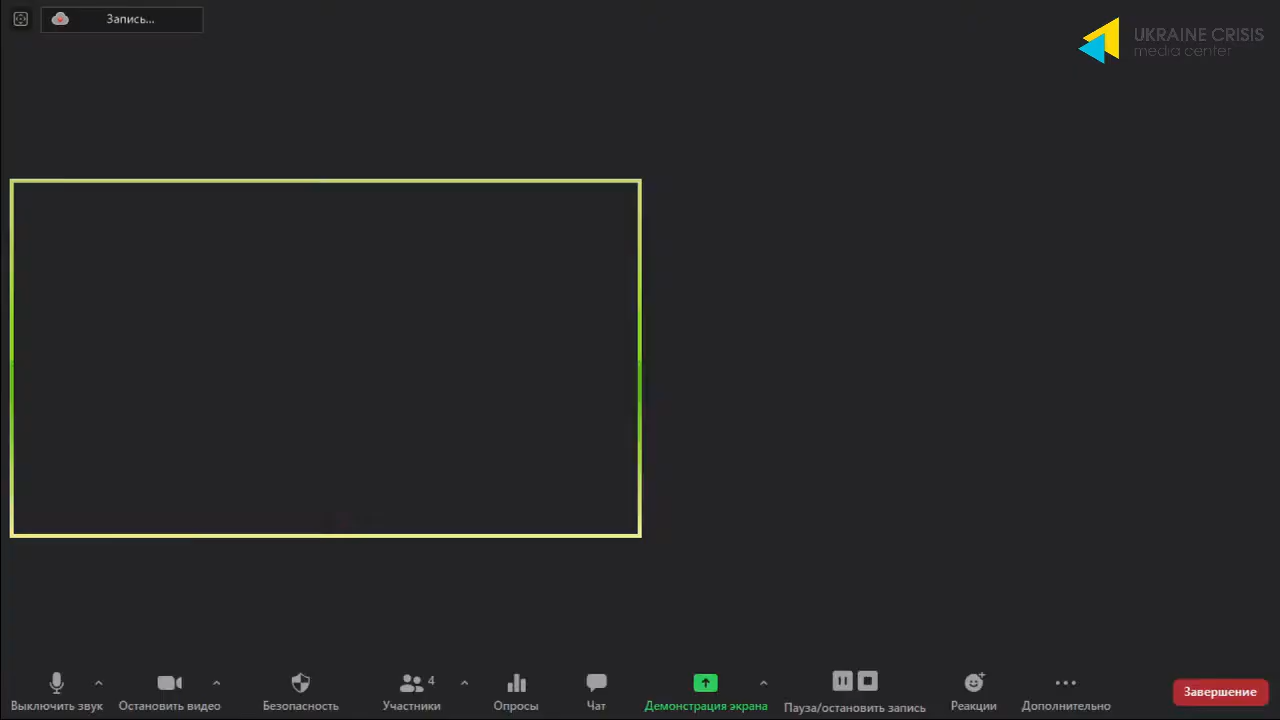 Запись...
UKRAINE CRISIS
media center
4
Выключить звук
Остановить видео
Безопасность
Участники
Опросы
Чат
Демонстрация экрана
Пауза/остановить запись
Реакции
Дополнительно
Завершение